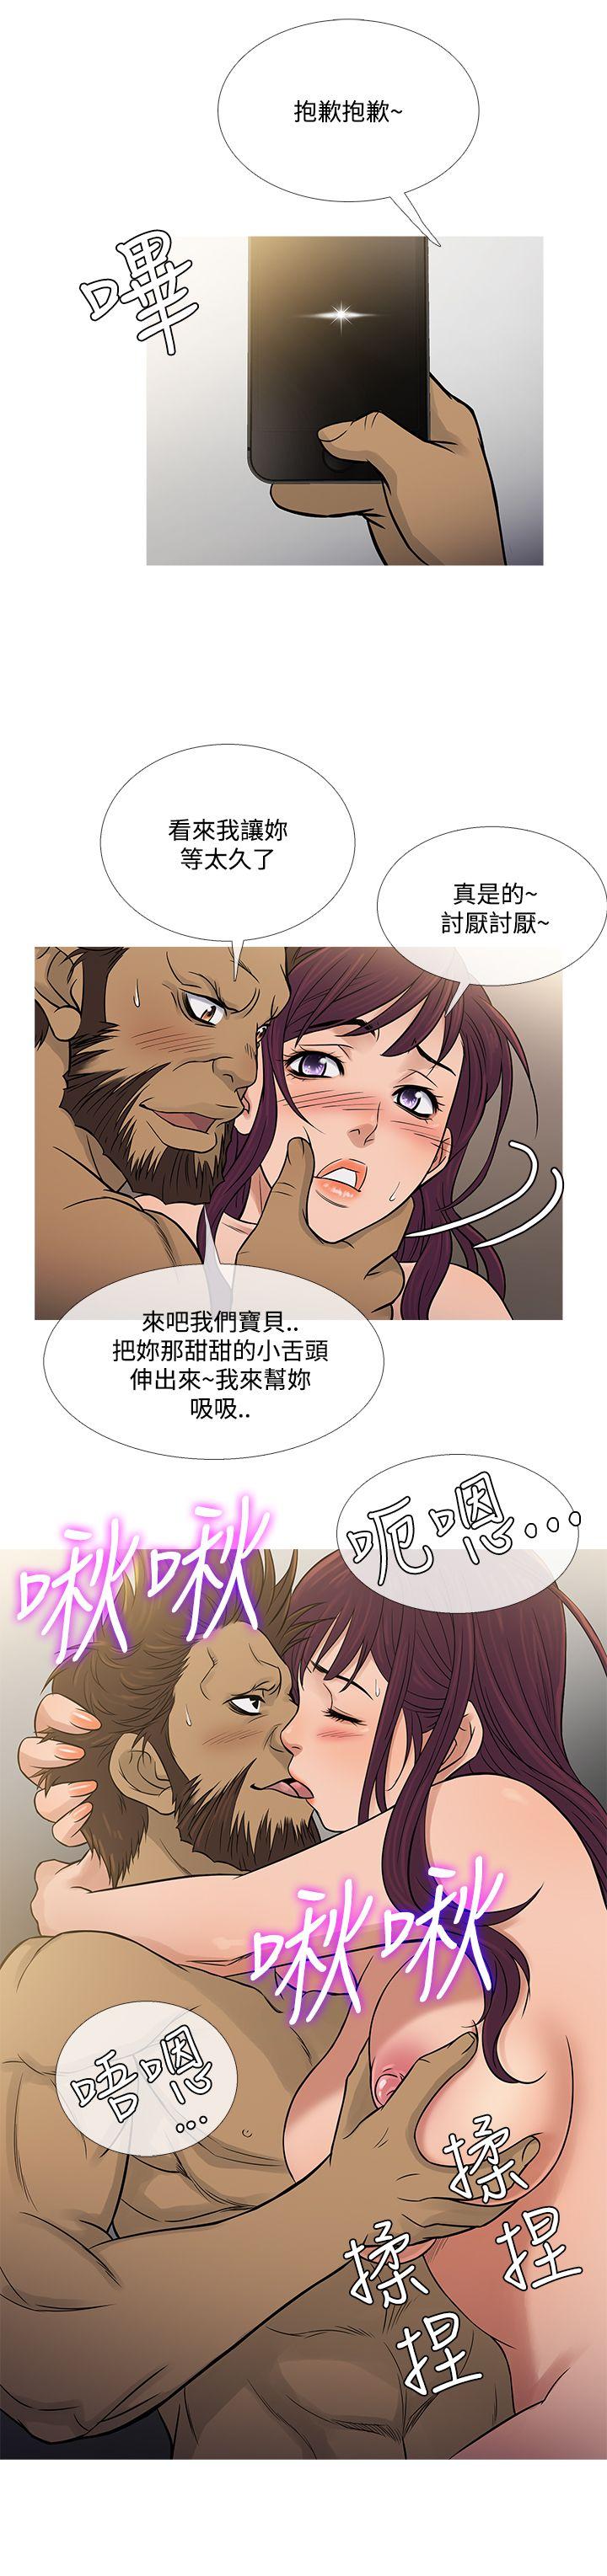 抱歉抱歉~
嗶
看來我讓妳
等太久了
真是的~
討厭討厭~
來吧我們寶貝..
把妳那甜甜的小舌頭
伸出來~我來幫妳
吸吸..
呃嗯...
啾啾
啾啾
唔嗯...
揉捏
揉捏